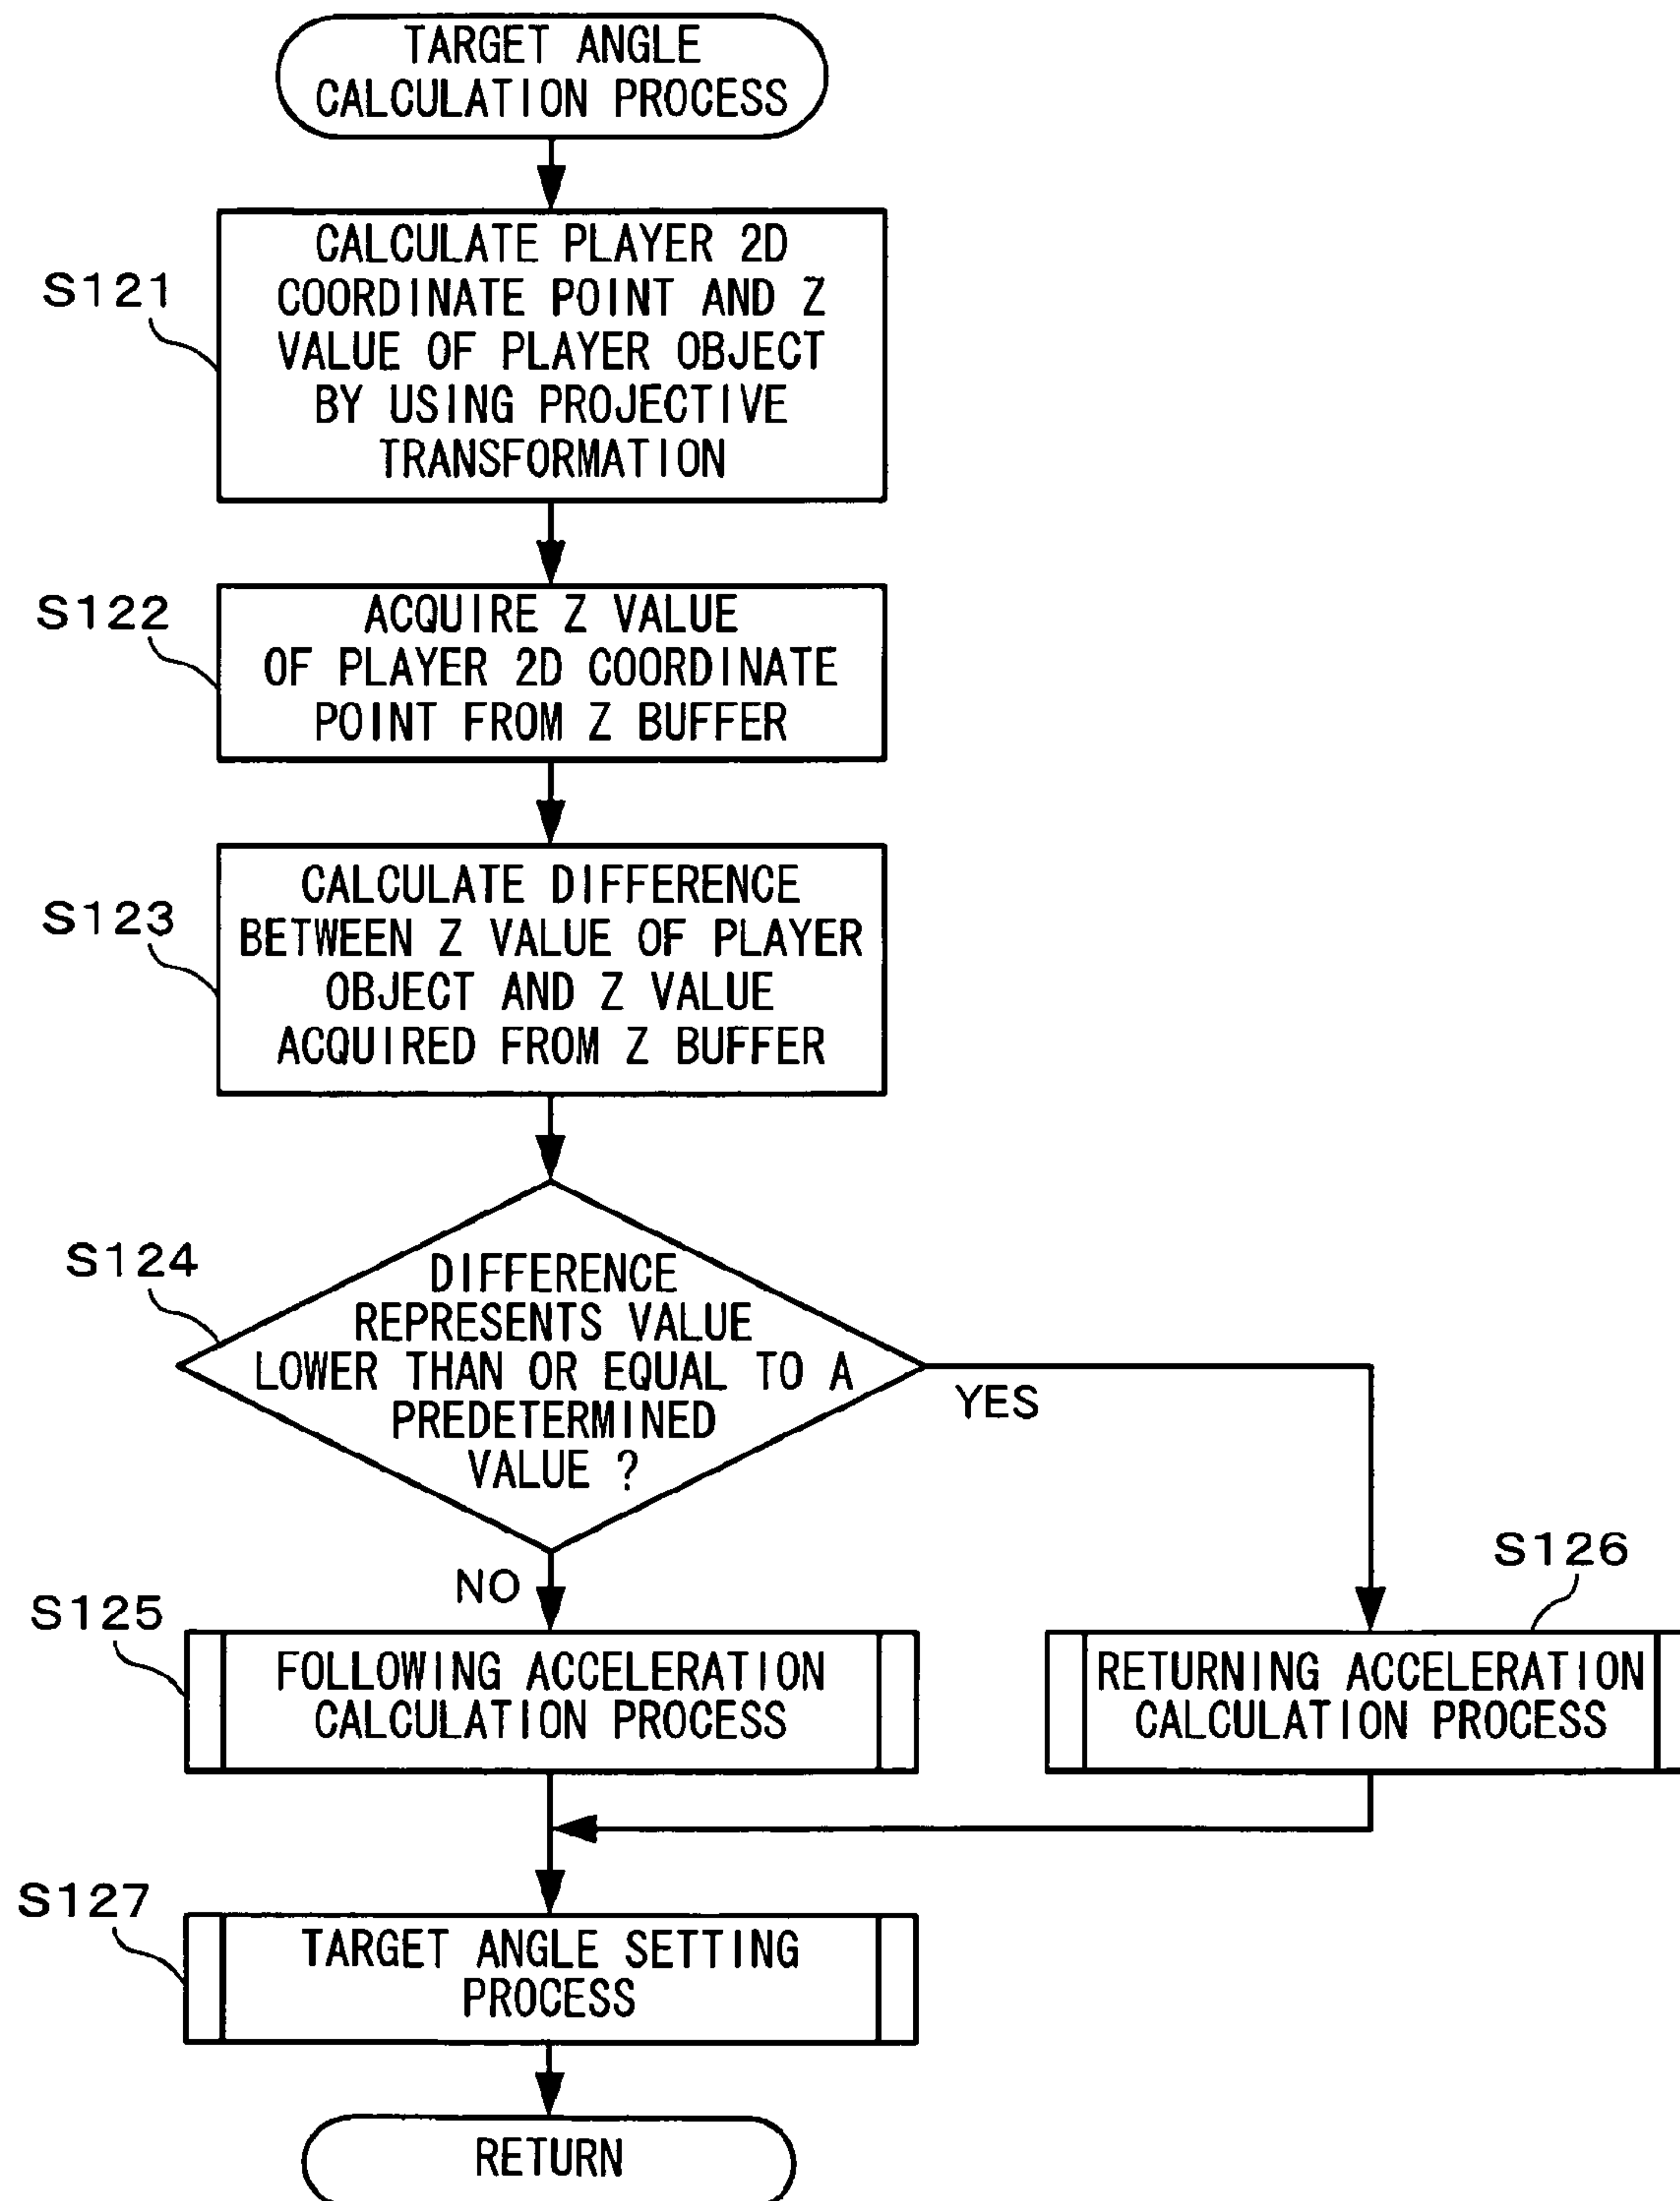 TARGET ANGLE
CALCULATION PROCESS
S121
CALCULATE PLAYER 2D
COORDINATE POINT AND Z
VALUE OF PLAYER OBJECT
BY USING PROJECTIVE
TRANSFORMATION
S122
ACQUIRE Z VALUE
OF PLAYER 2D COORDINATE
POINT FROM Z BUFFER
S123
CALCULATE DIFFERENCE
BETWEEN Z VALUE OF PLAYER
OBJECT AND Z VALUE
ACQUIRED FROM Z BUFFER
S124
DIFFERENCE
REPRESENTS VALUE
LOWER THAN OR EQUAL TO A
PREDETERMINED
VALUE ?
YES
NO
S125
FOLLOWING ACCELERATION
CALCULATION PROCESS
S126
RETURNING ACCELERATION
CALCULATION PROCESS
S127
TARGET ANGLE SETTING
PROCESS
RETURN